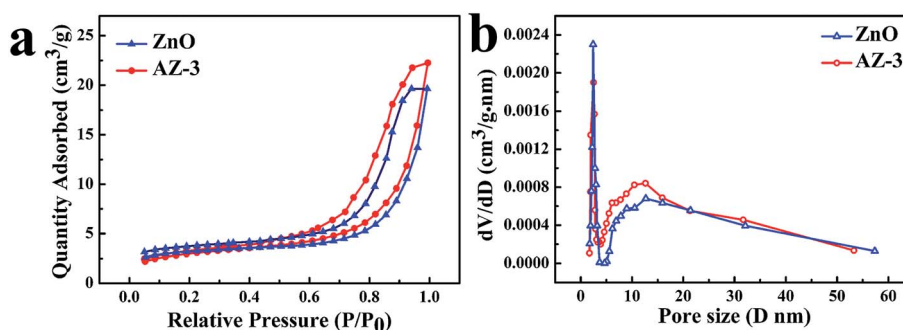 a
Quantity Adsorbed (cm³/g)
25
20
15
10
5
0
ZnO
AZ-3
0.0 0.2 0.4 0.6 0.8 1.0
Relative Pressure (P/P₀)
b
dV/dD (cm³/g·nm)
0.0024
0.0020
0.0016
0.0012
0.0008
0.0004
0.0000
ZnO
AZ-3
0 10 20 30 40 50 60
Pore size (D nm)